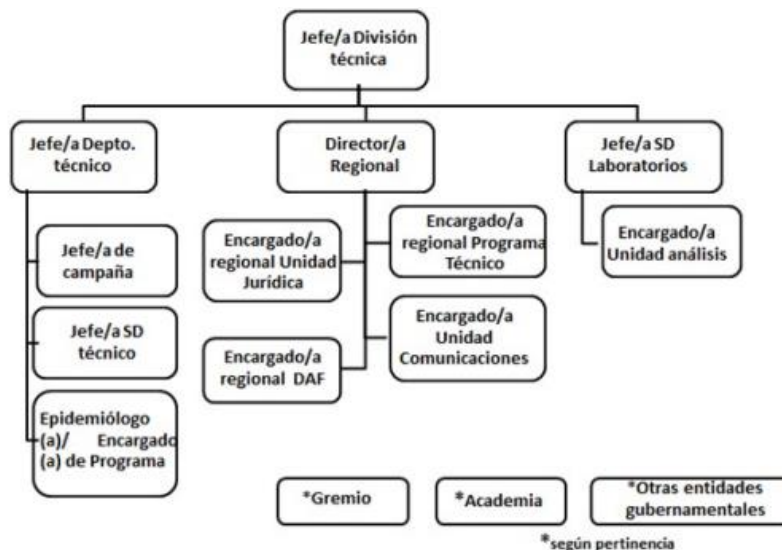 Jefe/a División
técnica
Jefe/a Depto.
técnico
Director/a
Regional
Jefe/a SD
Laboratorios
Jefe/a de
campaña
Jefe/a SD
técnico
Epidemiólogo
(a)/ Encargado
(a) de Programa
Encargado/a
regional Unidad
Jurídica
Encargado/a
regional DAF
Encargado/a
regional Programa
Técnico
Encargado/a
Unidad
Comunicaciones
Encargado/a
Unidad análisis
*Gremio
*Academia
*Otras entidades
gubernamentales
*según pertinencia